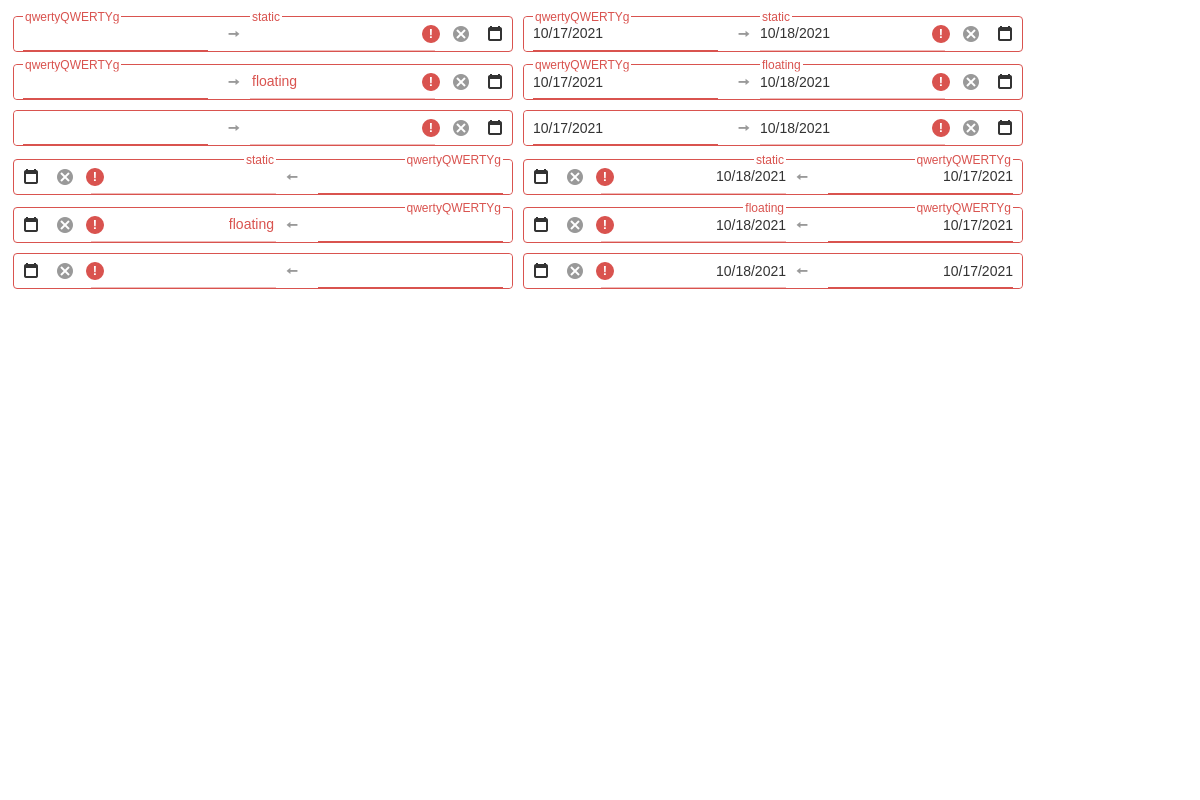 qwertyQWERTYg static qwertyQWERTYg static
10/17/2021 10/18/2021
qwertyQWERTYg qwertyQWERTYg floating
floating 10/17/2021 10/18/2021
10/17/2021 10/18/2021
static qwertyQWERTYg static qwertyQWERTYg
10/18/2021 10/17/2021
qwertyQWERTYg floating qwertyQWERTYg
floating 10/18/2021 10/17/2021
10/18/2021 10/17/2021